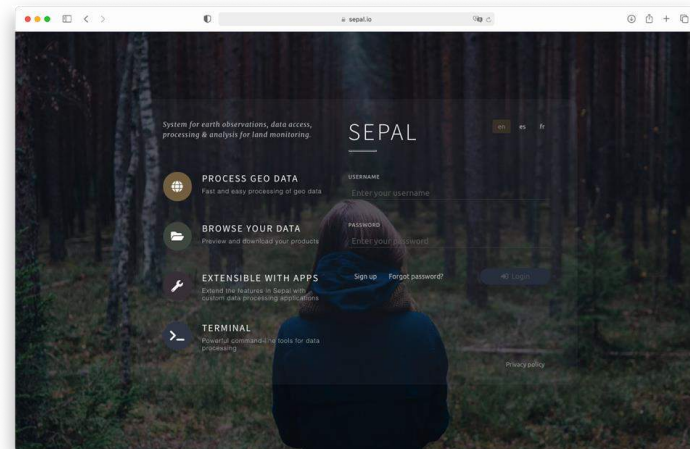 sepal.io
System for earth observations, data access,
processing & analysis for land monitoring.
SEPAL
en es fr
PROCESS GEO DATA
Fast and easy processing of geo data
USERNAME
Enter your username
BROWSE YOUR DATA
Preview and download your products
PASSWORD
Enter your password
EXTENSIBLE WITH APPS
Extend the features in Sepal with
custom data processing applications
Sign up Forgot password?
Login
TERMINAL
Powerful command-line tools for data
processing
Privacy policy